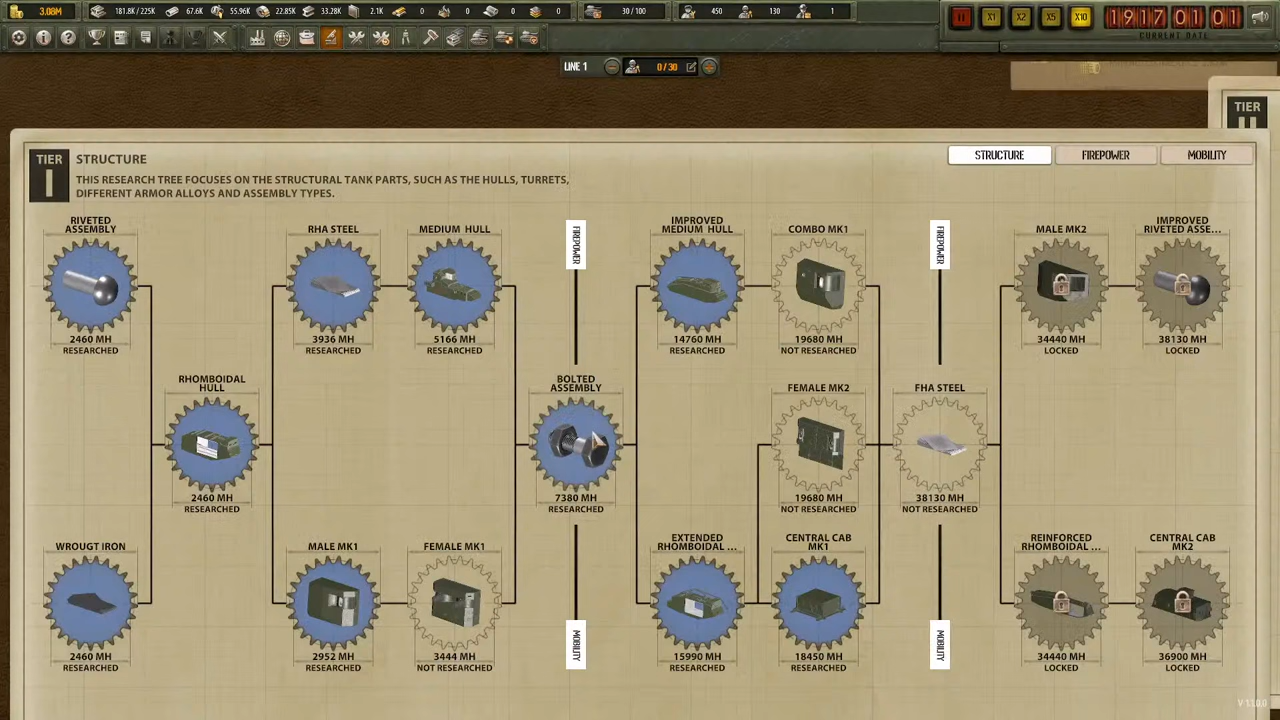 3.08M 181.8K / 225K 67.6K 55.96K 22.85K 33.28K 2.1K 0 0 0 0 30 / 100 450 130 1
X1 X2 X5 X10 1917 01 01
CURRENT DATE
LINE 1 0/30
TIER
II
TIER
I
STRUCTURE
THIS RESEARCH TREE FOCUSES ON THE STRUCTURAL TANK PARTS, SUCH AS THE HULLS, TURRETS,
DIFFERENT ARMOR ALLOYS AND ASSEMBLY TYPES.
STRUCTURE FIREPOWER MOBILITY
RIVETED
ASSEMBLY
2460 MH
RESEARCHED
WROUGT IRON
2460 MH
RESEARCHED
RHOMBOIDAL
HULL
2460 MH
RESEARCHED
RHA STEEL
3936 MH
RESEARCHED
MEDIUM HULL
5166 MH
RESEARCHED
MALE MK1
2952 MH
RESEARCHED
FEMALE MK1
3444 MH
NOT RESEARCHED
FIREPOWER
BOLTED
ASSEMBLY
7380 MH
RESEARCHED
MOBILITY
IMPROVED
MEDIUM HULL
14760 MH
RESEARCHED
COMBO MK1
19680 MH
NOT RESEARCHED
FEMALE MK2
19680 MH
NOT RESEARCHED
EXTENDED
RHOMBOIDAL ...
15990 MH
RESEARCHED
CENTRAL CAB
MK1
18450 MH
RESEARCHED
FIREPOWER
FHA STEEL
38130 MH
NOT RESEARCHED
MOBILITY
MALE MK2
34440 MH
LOCKED
IMPROVED
RIVETED ASSE...
38130 MH
LOCKED
REINFORCED
RHOMBOIDAL ...
34440 MH
LOCKED
CENTRAL CAB
MK2
36900 MH
LOCKED
V 1.1.0.0